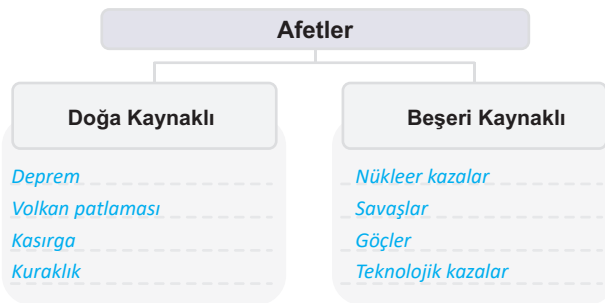 Afetler
Doğa Kaynaklı
Deprem
Volkan patlaması
Kasırga
Kuraklık
Beşeri Kaynaklı
Nükleer kazalar
Savaşlar
Göçler
Teknolojik kazalar